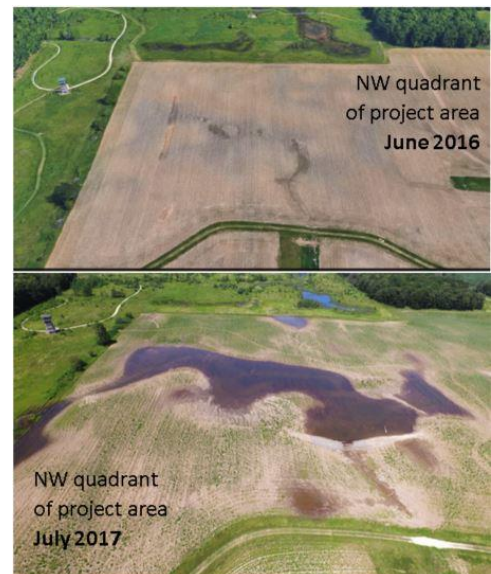 NW quadrant
of project area
June 2016
NW quadrant
of project area
July 2017